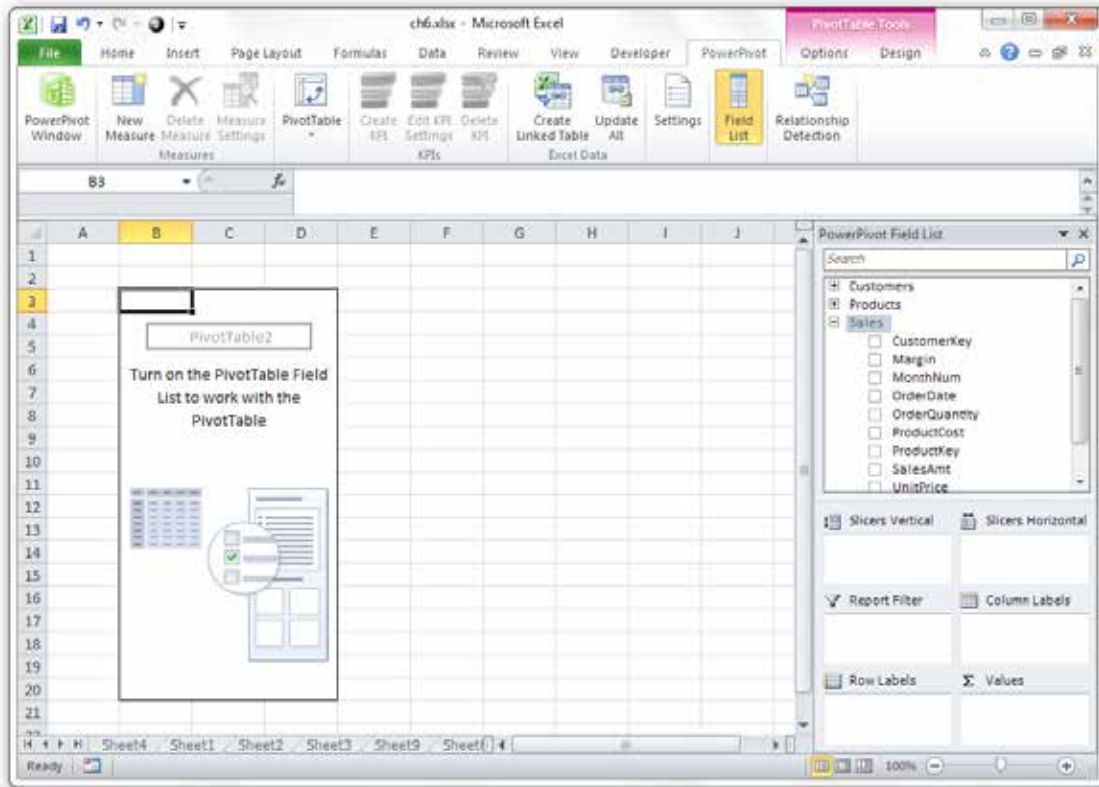 ch6.xlsx - Microsoft Excel
PivotTable Tools
File Home Insert Page Layout Formulas Data Review View Developer PowerPivot Options Design
PowerPivot Window
New Measure
Delete Measure
Measure Settings
Measures
PivotTable
Create KPI
Edit KPI Settings
Delete KPI
KPIs
Create Linked Table
Update All
Excel Data
Settings
Field List
Relationship Detection
B3
fx
A B C D E F G H I J
1
2
3
4
5
6
7
8
9
10
11
12
13
14
15
16
17
18
19
20
21
22
PivotTable2
Turn on the PivotTable Field
List to work with the
PivotTable
PowerPivot Field List
Search
Customers
Products
Sales
CustomerKey
Margin
MonthNum
OrderDate
OrderQuantity
ProductCost
ProductKey
SalesAmt
UnitPrice
Slicers Vertical
Slicers Horizontal
Report Filter
Column Labels
Row Labels
Σ Values
Sheet4 Sheet1 Sheet2 Sheet3 Sheet9
Ready
100%